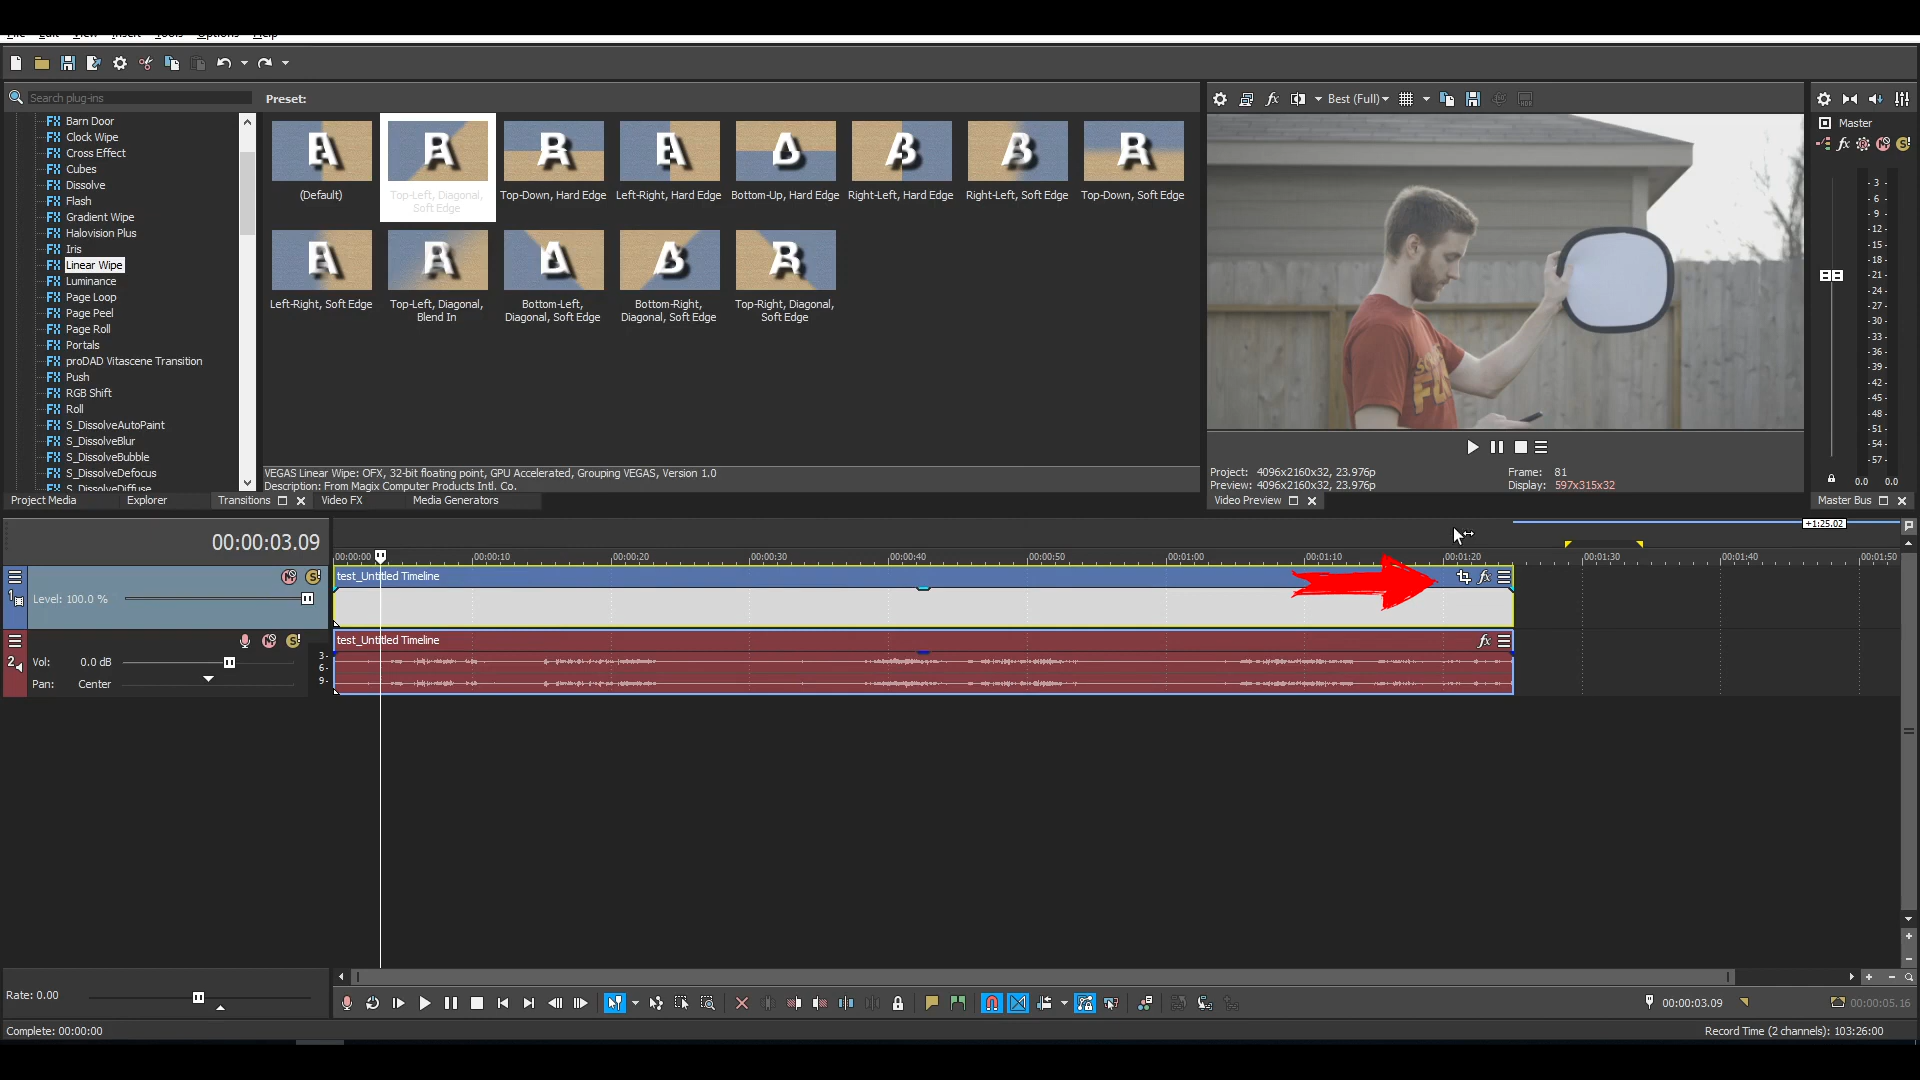 File Edit View Insert Tools Options Help
Search plug-ins
Preset:
Best (Full)
Barn Door
Clock Wipe
Cross Effect
Cubes
Dissolve
Flash
Gradient Wipe
Halovision Plus
Iris
Linear Wipe
Luminance
Page Loop
Page Peel
Page Roll
Portals
proDAD Vitascene Transition
Push
RGB Shift
Roll
S_DissolveAutoPaint
S_DissolveBlur
S_DissolveBubble
S_DissolveDefocus
S_DissolveDiffuse
(Default)
Top-Left, Diagonal,
Soft Edge
Top-Down, Hard Edge
Left-Right, Hard Edge
Bottom-Up, Hard Edge
Right-Left, Hard Edge
Right-Left, Soft Edge
Top-Down, Soft Edge
Left-Right, Soft Edge
Top-Left, Diagonal,
Blend In
Bottom-Left,
Diagonal, Soft Edge
Bottom-Right,
Diagonal, Soft Edge
Top-Right, Diagonal,
Soft Edge
VEGAS Linear Wipe: OFX, 32-bit floating point, GPU Accelerated, Grouping VEGAS, Version 1.0
Description: From Magix Computer Products Intl. Co.
Project Media Explorer Transitions Video FX Media Generators
Project: 4096x2160x32, 23.976p Frame: 81
Preview: 4096x2160x32, 23.976p Display: 597x315x32
Video Preview
Master
-3-
-6-
-9-
-12-
-15-
-18-
-21-
-24-
-27-
-30-
-33-
-36-
-39-
-42-
-45-
-48-
-51-
-54-
-57-
0.0 0.0
Master Bus
+1:25.02
00:00:03.09
00:00:00 00:00:10 00:00:20 00:00:30 00:00:40 00:00:50 00:01:00 00:01:10 00:01:20 00:01:30 00:01:40 00:01:50
test_Untitled Timeline
1
Level: 100.0 %
test_Untitled Timeline
2
Vol: 0.0 dB
Pan: Center
3-
6-
9-
Rate: 0.00
00:00:03.09 00:00:05.16
Complete: 00:00:00
Record Time (2 channels): 103:26:00